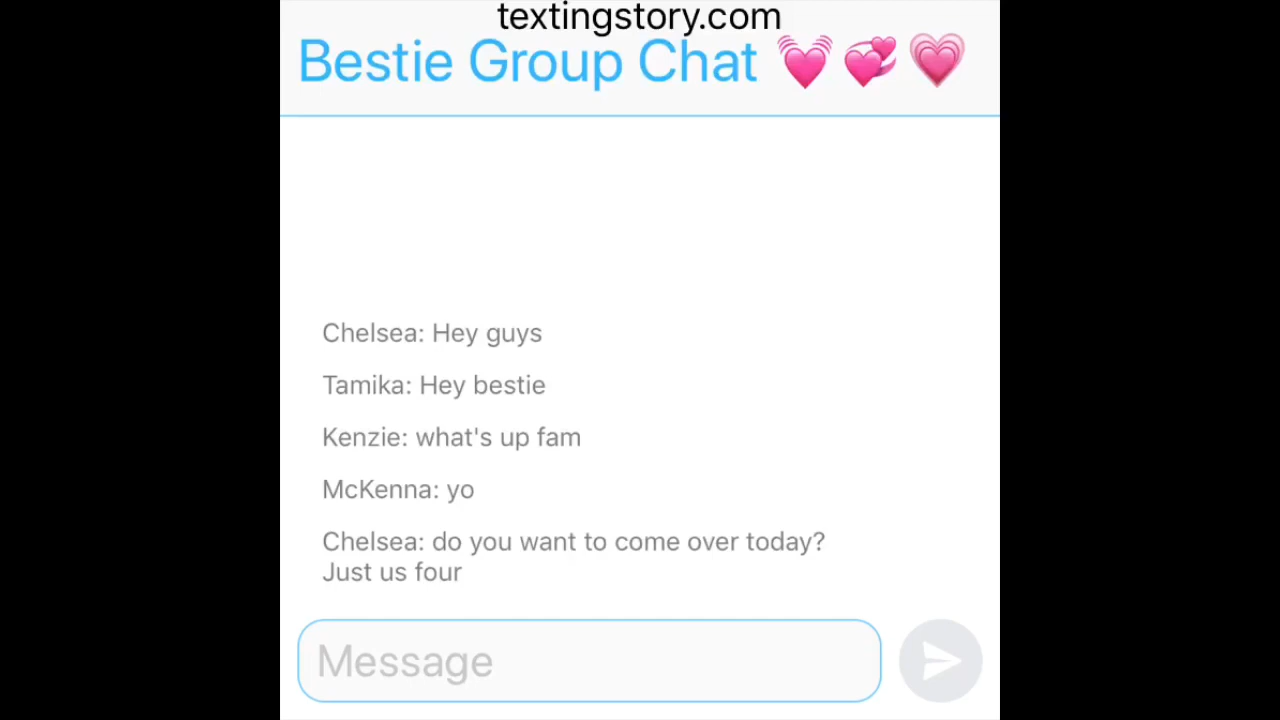 textingstory.com
Bestie Group Chat 💓 💞 💗
Chelsea: Hey guys
Tamika: Hey bestie
Kenzie: what's up fam
McKenna: yo
Chelsea: do you want to come over today?
Just us four
Message